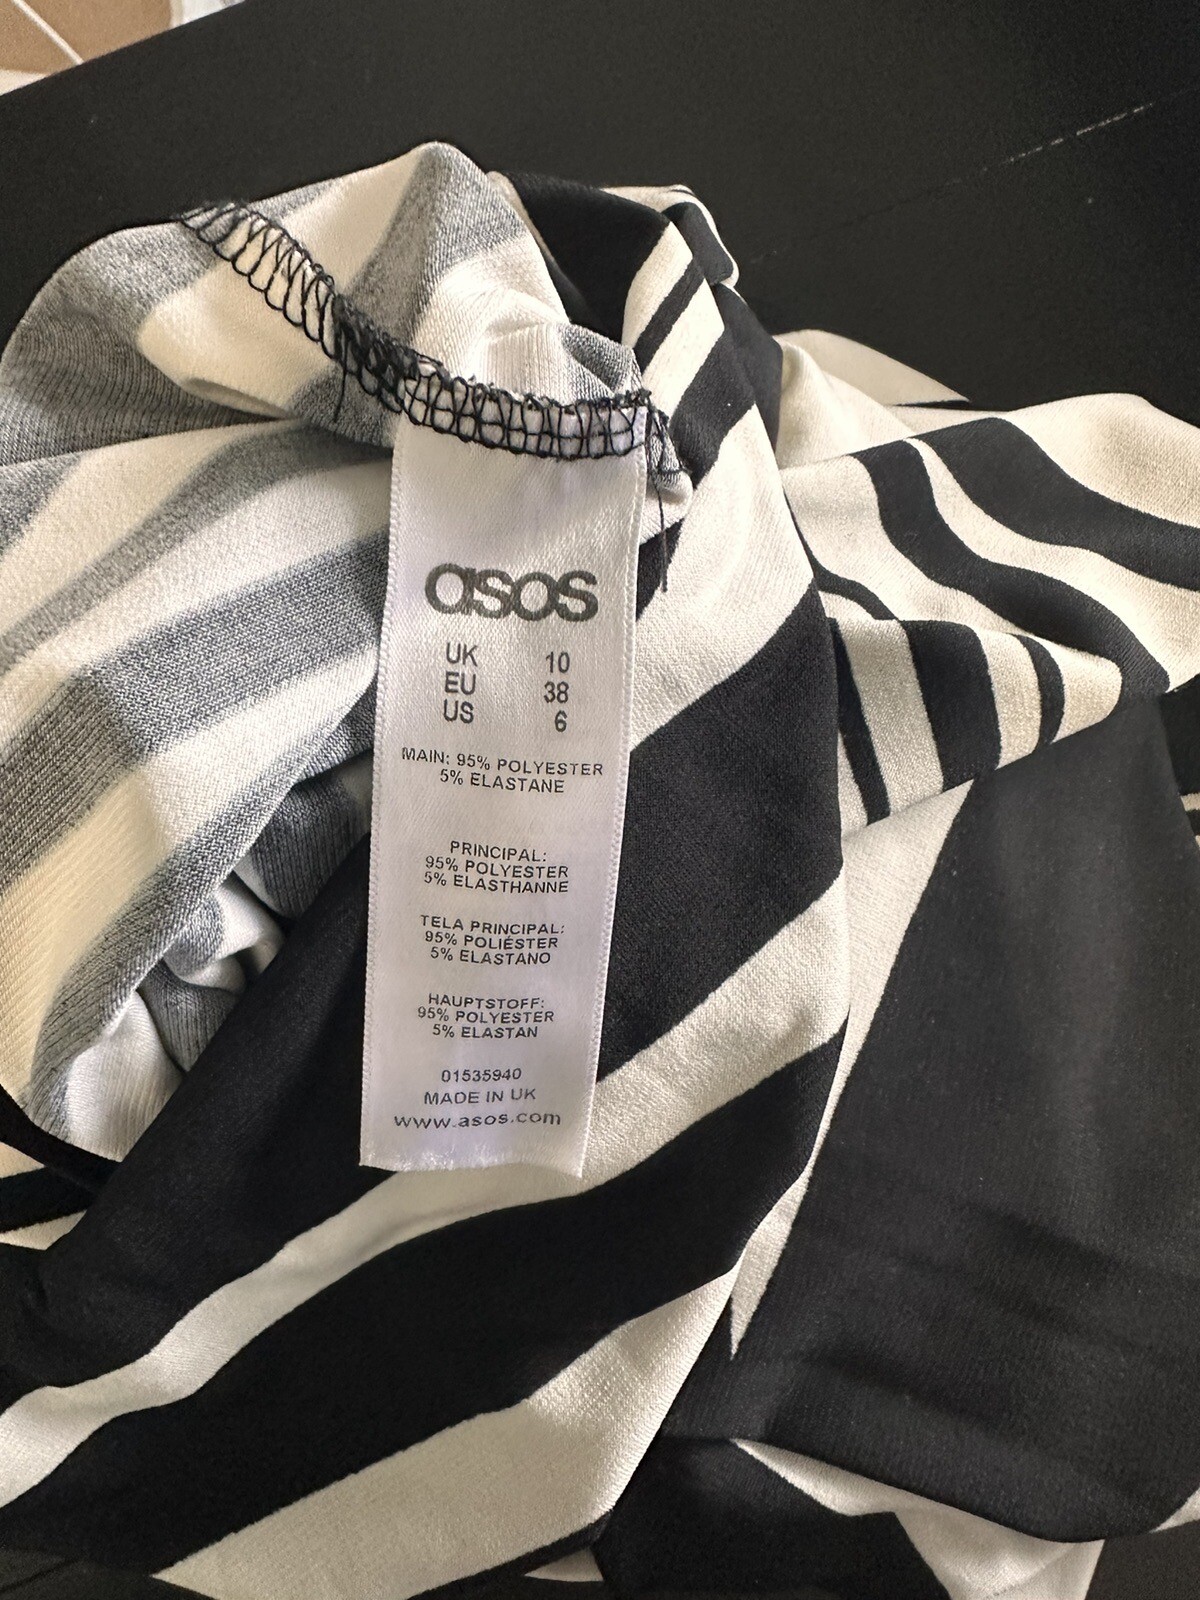 asos
UK 10
EU 38
US 6
MAIN: 95% POLYESTER
5% ELASTANE
PRINCIPAL:
95% POLYESTER
5% ELASTHANNE
TELA PRINCIPAL:
95% POLIÉSTER
5% ELASTANO
HAUPTSTOFF:
95% POLYESTER
5% ELASTAN
01535940
MADE IN UK
www.asos.com